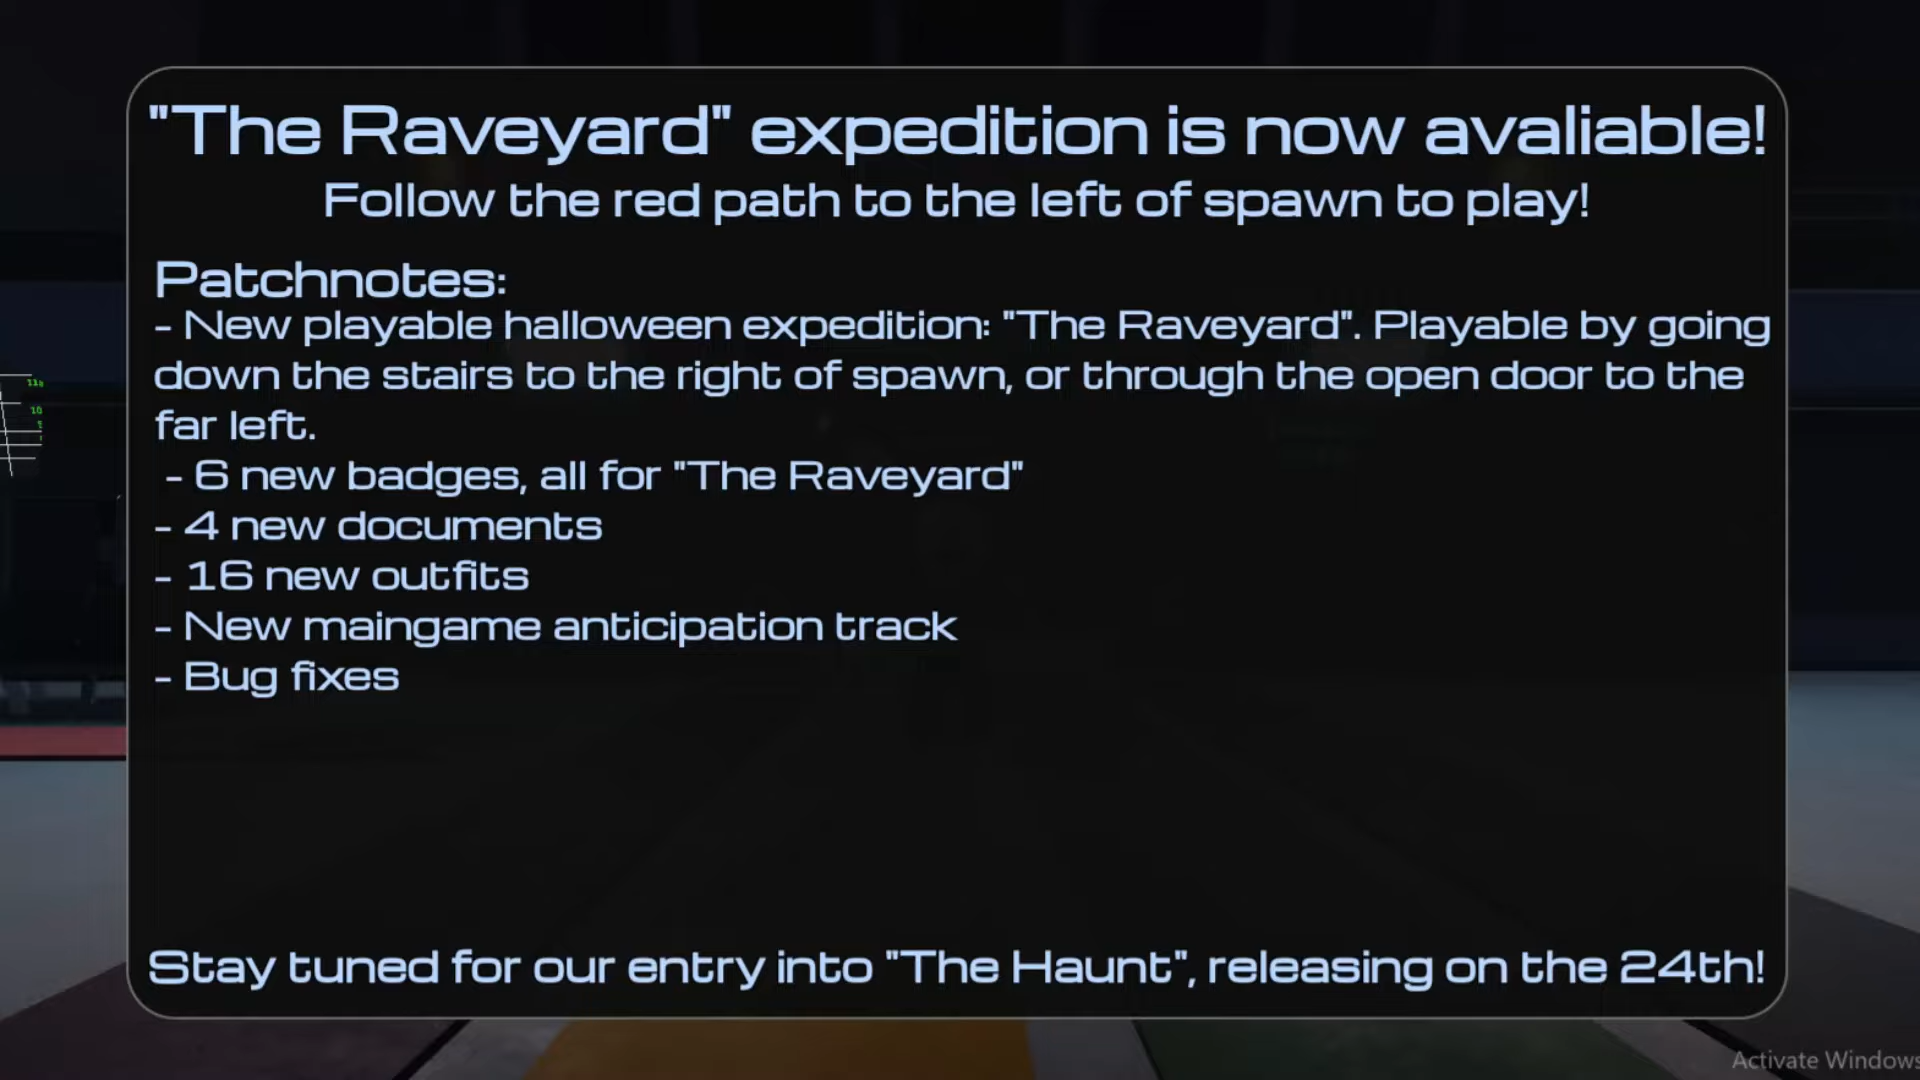 "The Raveyard" expedition is now avaliable!
Follow the red path to the left of spawn to play!
Patchnotes:
- New playable halloween expedition: "The Raveyard". Playable by going
down the stairs to the right of spawn, or through the open door to the
far left.
- 6 new badges, all for "The Raveyard"
- 4 new documents
- 16 new outfits
- New maingame anticipation track
- Bug fixes
Stay tuned for our entry into "The Haunt", releasing on the 24th!
Activate Windows